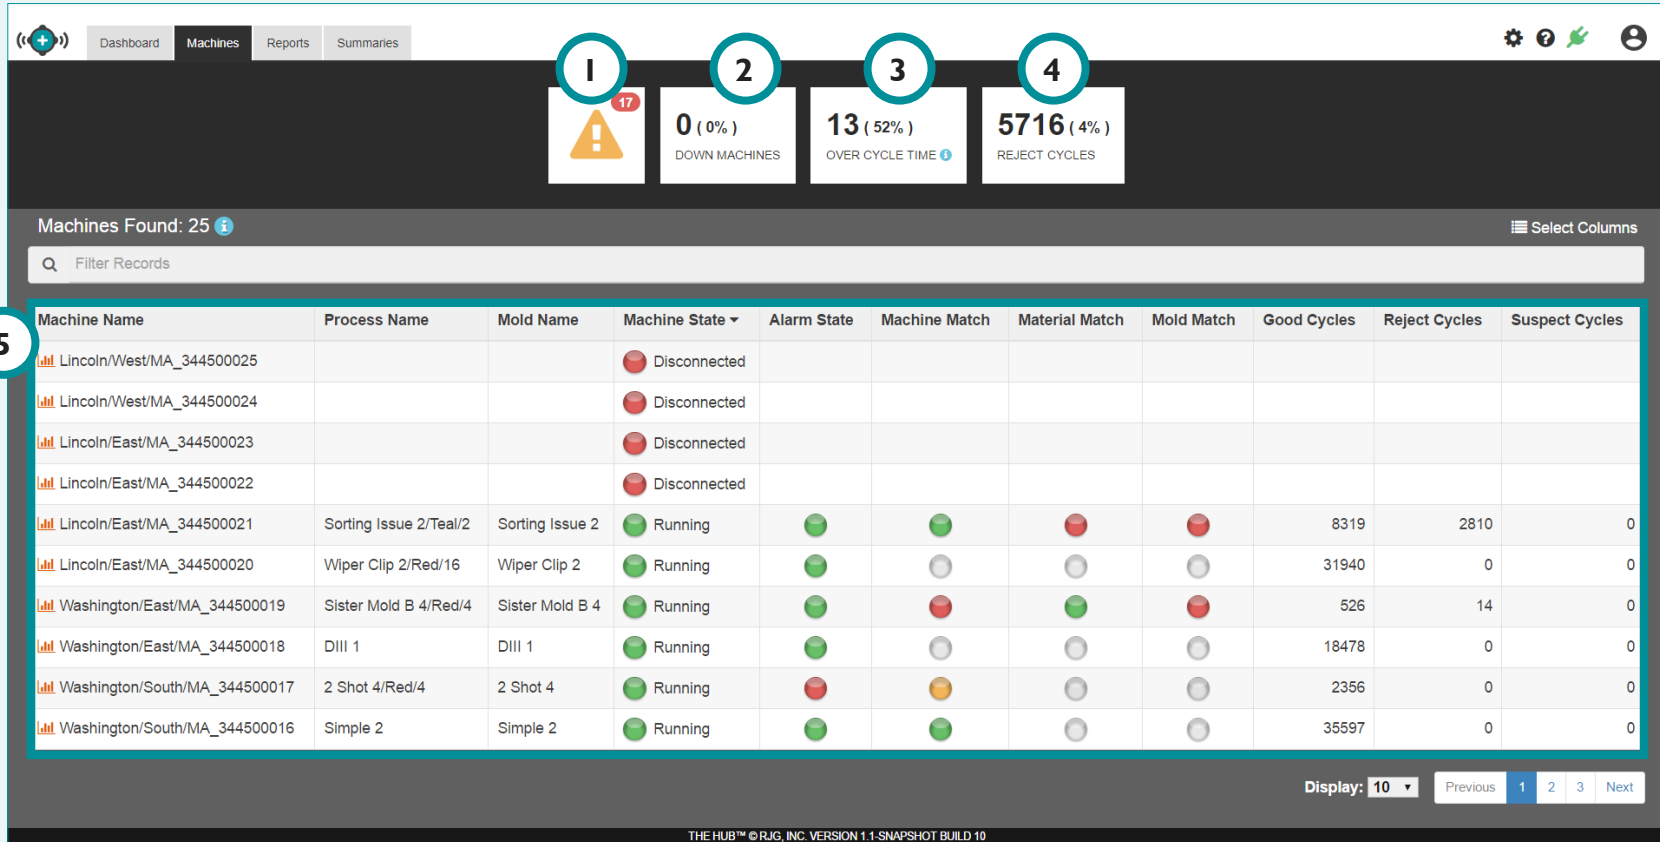 Dashboard Machines Reports Summaries
1 2 3 4
17
0 ( 0% ) 13 ( 52% ) 5716 ( 4% )
DOWN MACHINES OVER CYCLE TIME REJECT CYCLES
Machines Found: 25 Select Columns
Filter Records
5
Machine Name Process Name Mold Name Machine State Alarm State Machine Match Material Match Mold Match Good Cycles Reject Cycles Suspect Cycles
Lincoln/West/MA_344500025 Disconnected
Lincoln/West/MA_344500024 Disconnected
Lincoln/East/MA_344500023 Disconnected
Lincoln/East/MA_344500022 Disconnected
Lincoln/East/MA_344500021 Sorting Issue 2/Teal/2 Sorting Issue 2 Running 8319 2810 0
Lincoln/East/MA_344500020 Wiper Clip 2/Red/16 Wiper Clip 2 Running 31940 0 0
Washington/East/MA_344500019 Sister Mold B 4/Red/4 Sister Mold B 4 Running 526 14 0
Washington/East/MA_344500018 DIII 1 DIII 1 Running 18478 0 0
Washington/South/MA_344500017 2 Shot 4/Red/4 2 Shot 4 Running 2356 0 0
Washington/South/MA_344500016 Simple 2 Simple 2 Running 35597 0 0
Display: 10 Previous 1 2 3 Next
THE HUB™ © RJG, INC. VERSION 1.1-SNAPSHOT BUILD 10